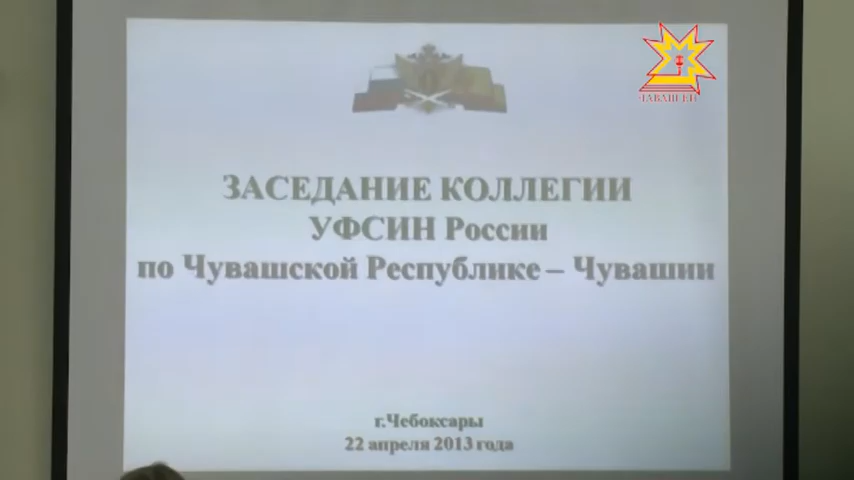 ЗАСЕДАНИЕ КОЛЛЕГИИ
УФСИН России
по Чувашской Республике – Чувашии
г.Чебоксары
22 апреля 2013 года